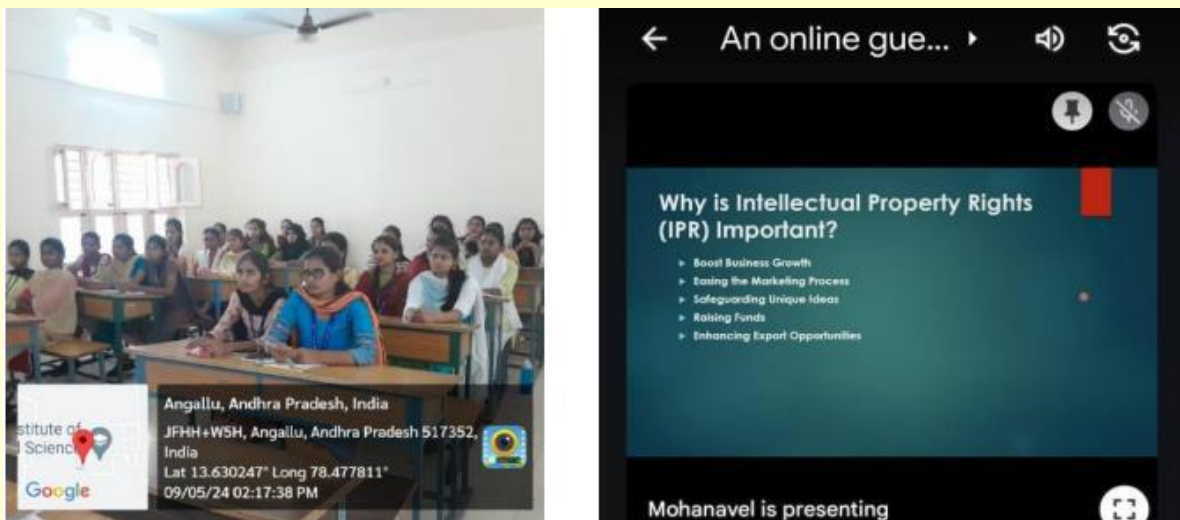 stitute of
Scienc
Google
Angallu, Andhra Pradesh, India
JFHH+W5H, Angallu, Andhra Pradesh 517352,
India
Lat 13.630247° Long 78.477811°
09/05/24 02:17:38 PM
An online gue...
Why is Intellectual Property Rights
(IPR) Important?
Boost Business Growth
Easing the Marketing Process
Safeguarding Unique Ideas
Raising Funds
Enhancing Export Opportunities
Mohanavel is presenting